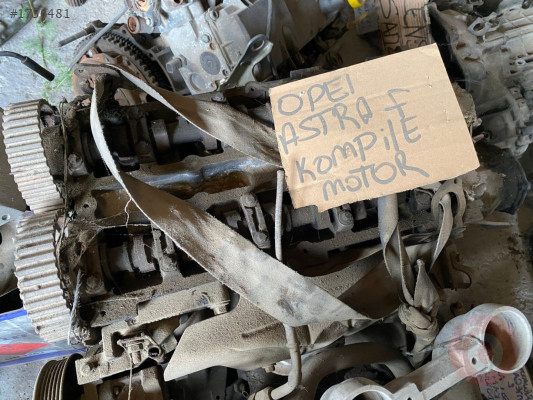 OPEL
ASTRA F
KOMPiLE
MOTOR